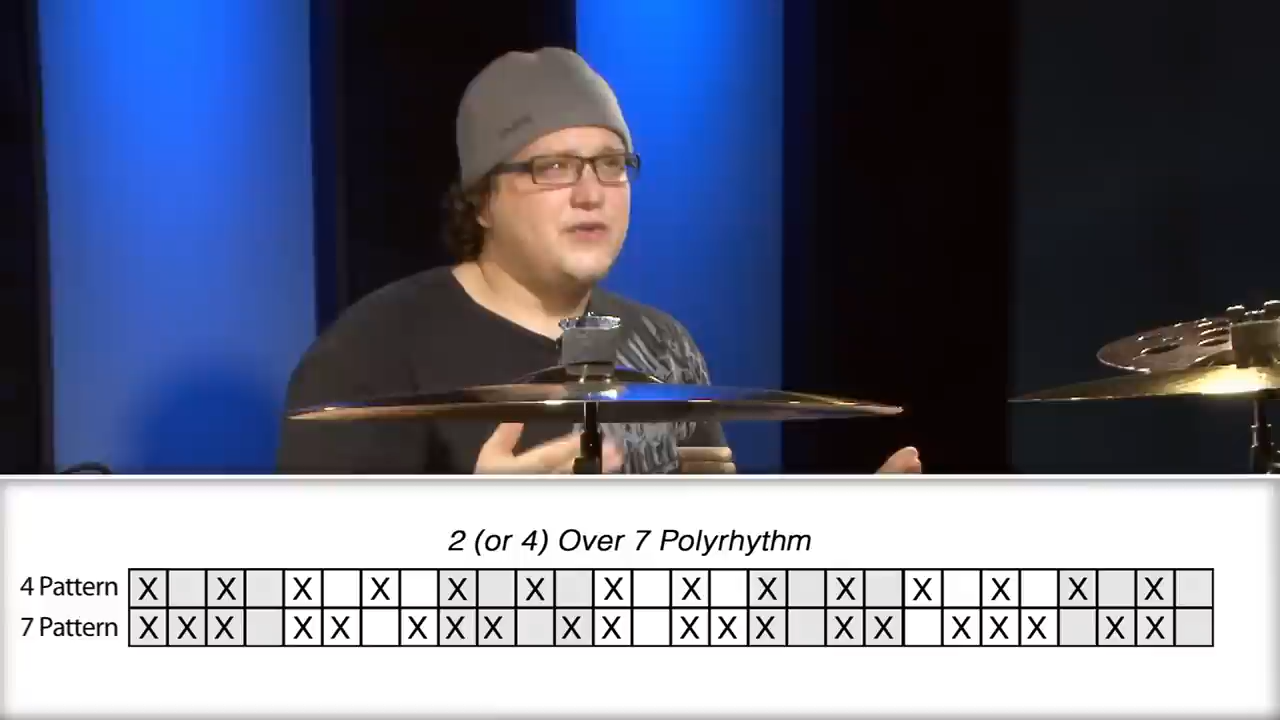 2 (or 4) Over 7 Polyrhythm
4 Pattern X X X X X X X X X X X X X X
7 Pattern X X X X X X X X X X X X X X X X X X X X